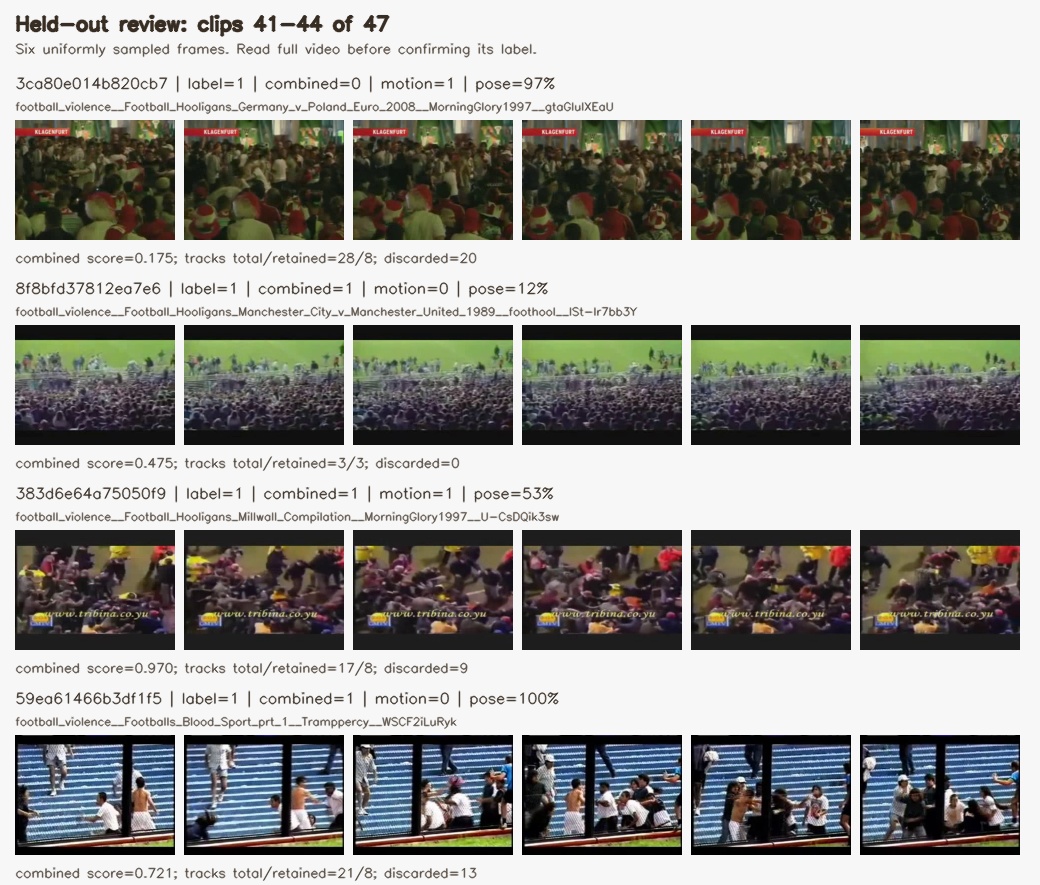 Held-out review: clips 41-44 of 47
Six uniformly sampled frames. Read full video before confirming its label.
3ca80e014b820cb7 | label=1 | combined=0 | motion=1 | pose=97%
football_violence__Football_Hooligans_Germany_v_Poland_Euro_2008__MorningGlory1997__gtaGluIXEaU
KLAGENFURT KLAGENFURT KLAGENFURT KLAGENFURT KLAGENFURT KLAGENFURT
combined score=0.175; tracks total/retained=28/8; discarded=20
8f8bfd37812ea7e6 | label=1 | combined=1 | motion=0 | pose=12%
football_violence__Football_Hooligans_Manchester_City_v_Manchester_United_1989__foothool__ISt-Ir7bb3Y
combined score=0.475; tracks total/retained=3/3; discarded=0
383d6e64a75050f9 | label=1 | combined=1 | motion=1 | pose=53%
football_violence__Football_Hooligans_Millwall_Compilation__MorningGlory1997__U-CsDQik3sw
www.tribina.co.yu www.tribina.co.yu www.tribina.co.yu www.tribina.co.yu www.tribina.co.yu www.tribina.co.yu
combined score=0.970; tracks total/retained=17/8; discarded=9
59ea61466b3df1f5 | label=1 | combined=1 | motion=0 | pose=100%
football_violence__Footballs_Blood_Sport_prt_1__Tramppercy__WSCF2iLuRyk
combined score=0.721; tracks total/retained=21/8; discarded=13